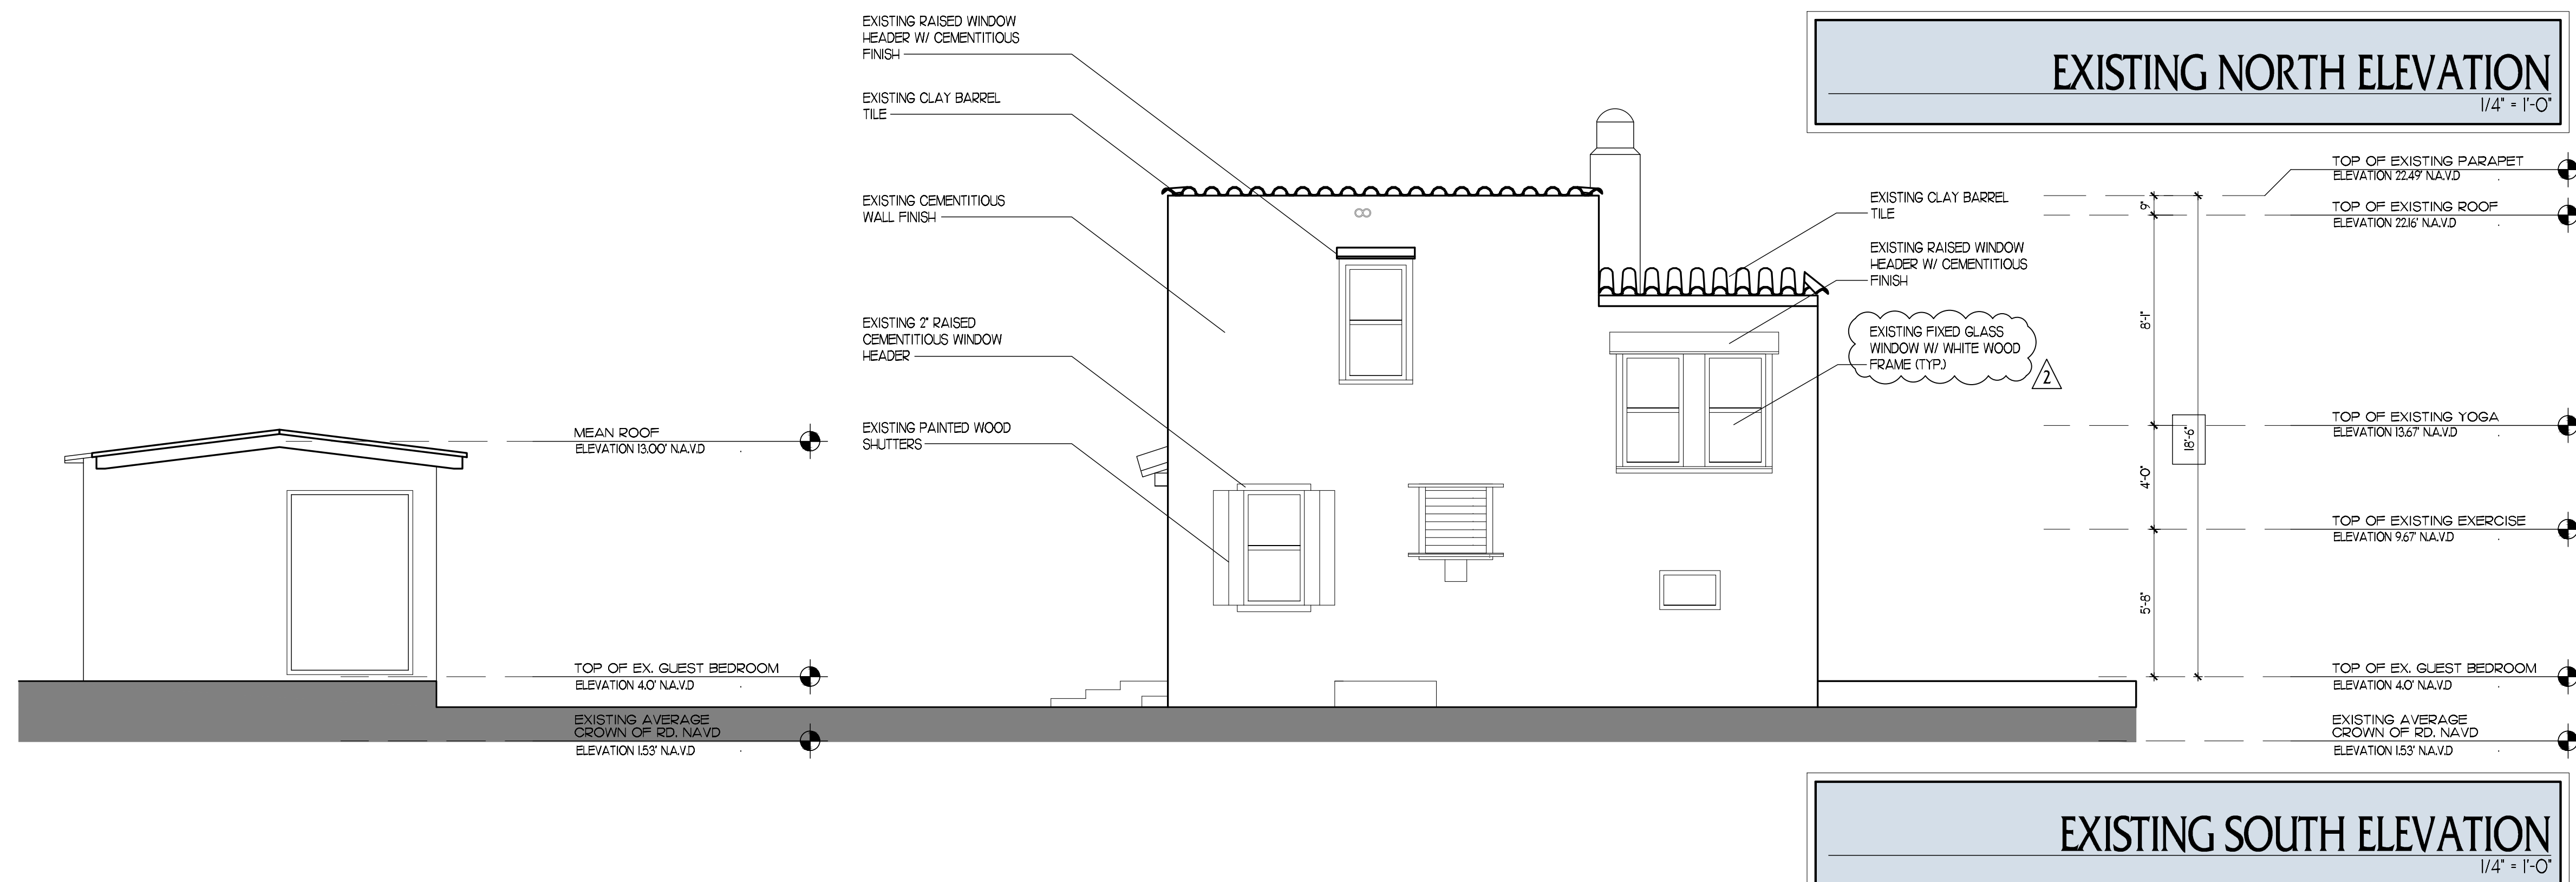 EXISTING NORTH ELEVATION
1/4" = 1'-0"
EXISTING RAISED WINDOW
HEADER W/ CEMENTITIOUS
FINISH
EXISTING CLAY BARREL
TILE
EXISTING CEMENTITIOUS
WALL FINISH
EXISTING 2" RAISED
CEMENTITIOUS WINDOW
HEADER
EXISTING PAINTED WOOD
SHUTTERS
MEAN ROOF
ELEVATION 13.00' N.A.V.D
TOP OF EX. GUEST BEDROOM
ELEVATION 4.0' N.A.V.D
EXISTING AVERAGE
CROWN OF RD. NAVD
ELEVATION 1.53' N.A.V.D
EXISTING CLAY BARREL
TILE
EXISTING RAISED WINDOW
HEADER W/ CEMENTITIOUS
FINISH
EXISTING FIXED GLASS
WINDOW W/ WHITE WOOD
FRAME (TYP.)
2
9"
8'-1"
4'-0"
5'-8"
18'-6"
TOP OF EXISTING PARAPET
ELEVATION 22.49' N.A.V.D
TOP OF EXISTING ROOF
ELEVATION 22.16' N.A.V.D
TOP OF EXISTING YOGA
ELEVATION 13.67' N.A.V.D
TOP OF EXISTING EXERCISE
ELEVATION 9.67' N.A.V.D
TOP OF EX. GUEST BEDROOM
ELEVATION 4.0' N.A.V.D
EXISTING AVERAGE
CROWN OF RD. NAVD
ELEVATION 1.53' N.A.V.D
EXISTING SOUTH ELEVATION
1/4" = 1'-0"